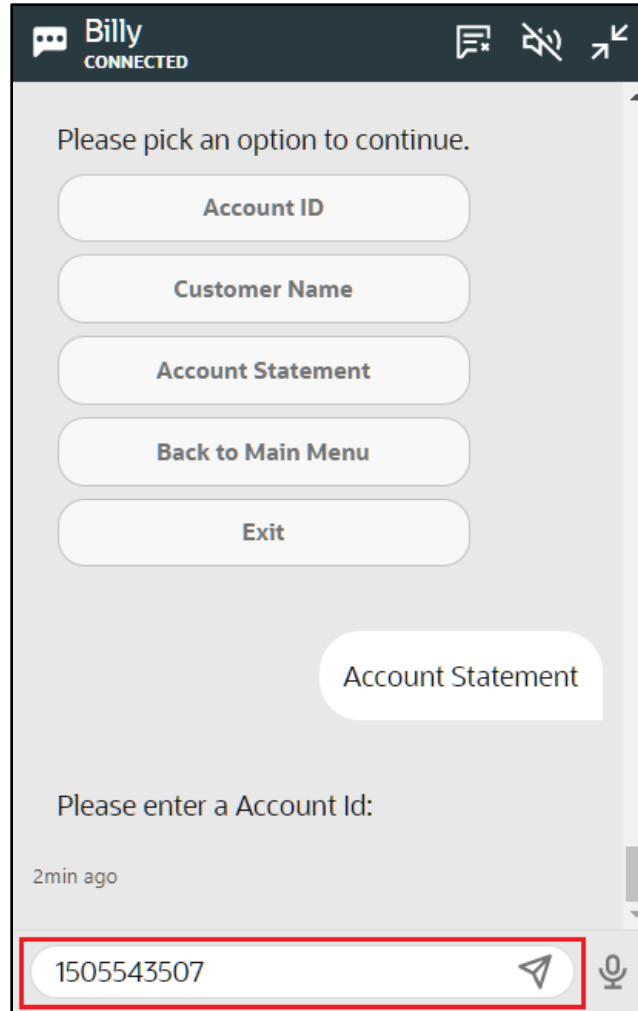 Billy
CONNECTED
Please pick an option to continue.
Account ID
Customer Name
Account Statement
Back to Main Menu
Exit
Account Statement
Please enter a Account Id:
2min ago
1505543507